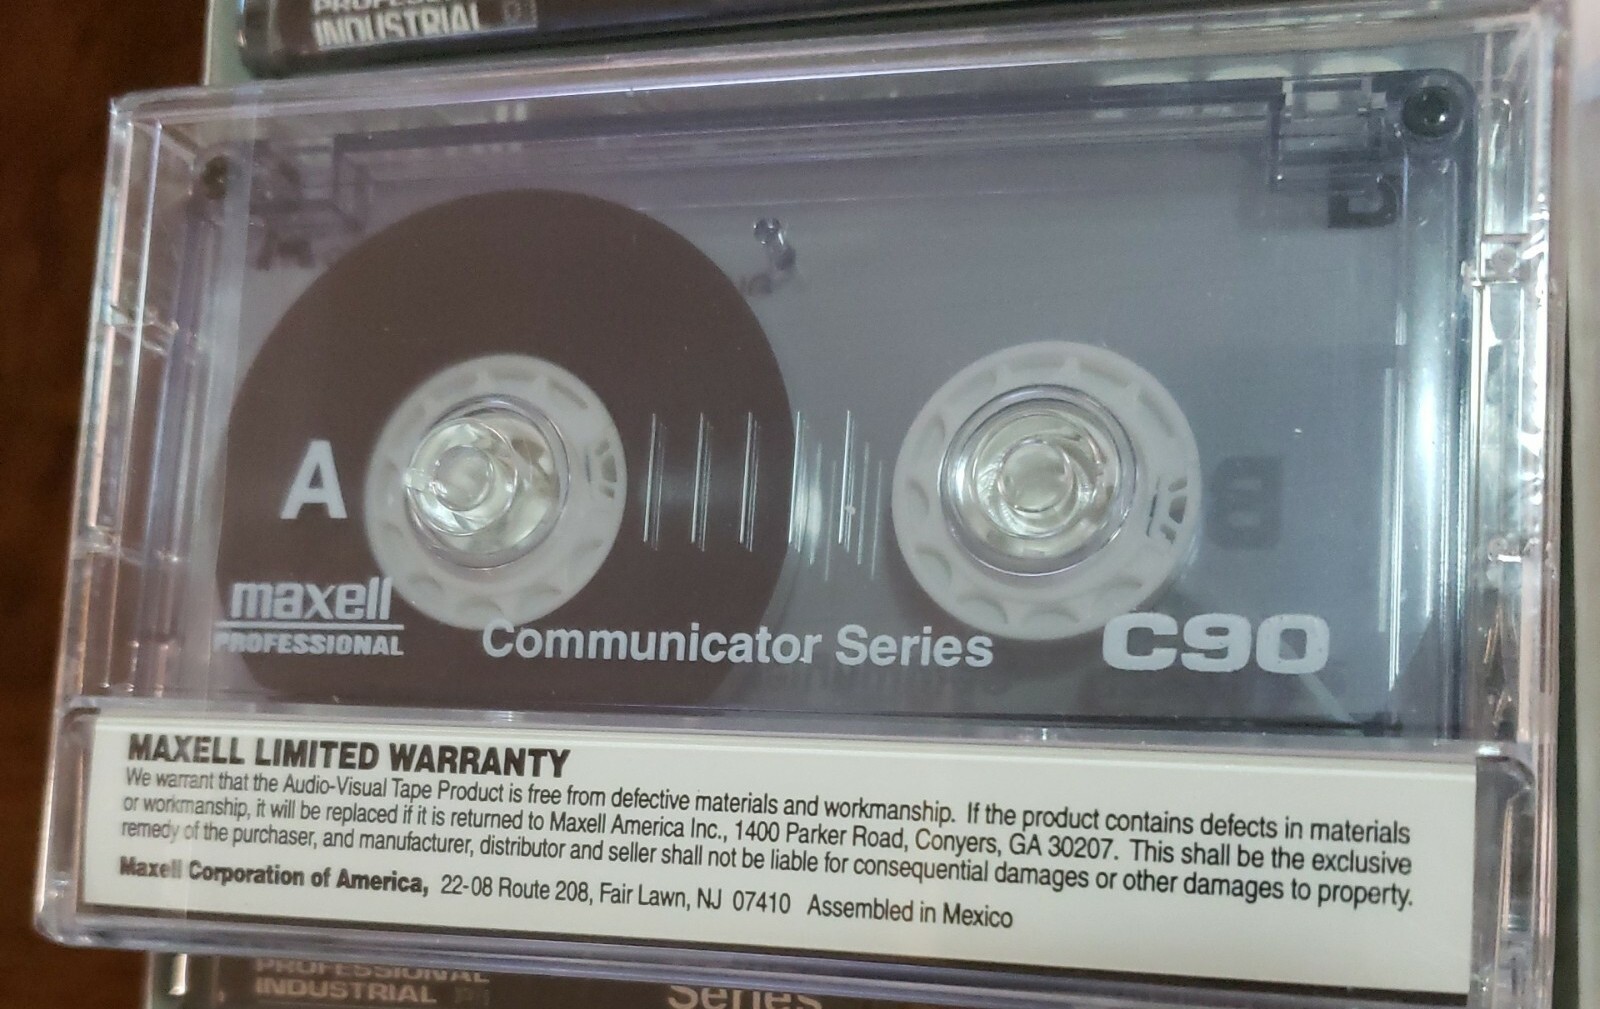 INDUSTRIAL
A
maxell
PROFESSIONAL
Communicator Series
C90
MAXELL LIMITED WARRANTY
We warrant that the Audio-Visual Tape Product is free from defective materials and workmanship. If the product contains defects in materials
or workmanship, it will be replaced if it is returned to Maxell America Inc., 1400 Parker Road, Conyers, GA 30207. This shall be the exclusive
remedy of the purchaser, and manufacturer, distributor and seller shall not be liable for consequential damages or other damages to property.
Maxell Corporation of America, 22-08 Route 208, Fair Lawn, NJ 07410 Assembled in Mexico
PROFESSIONAL
INDUSTRIAL
Series